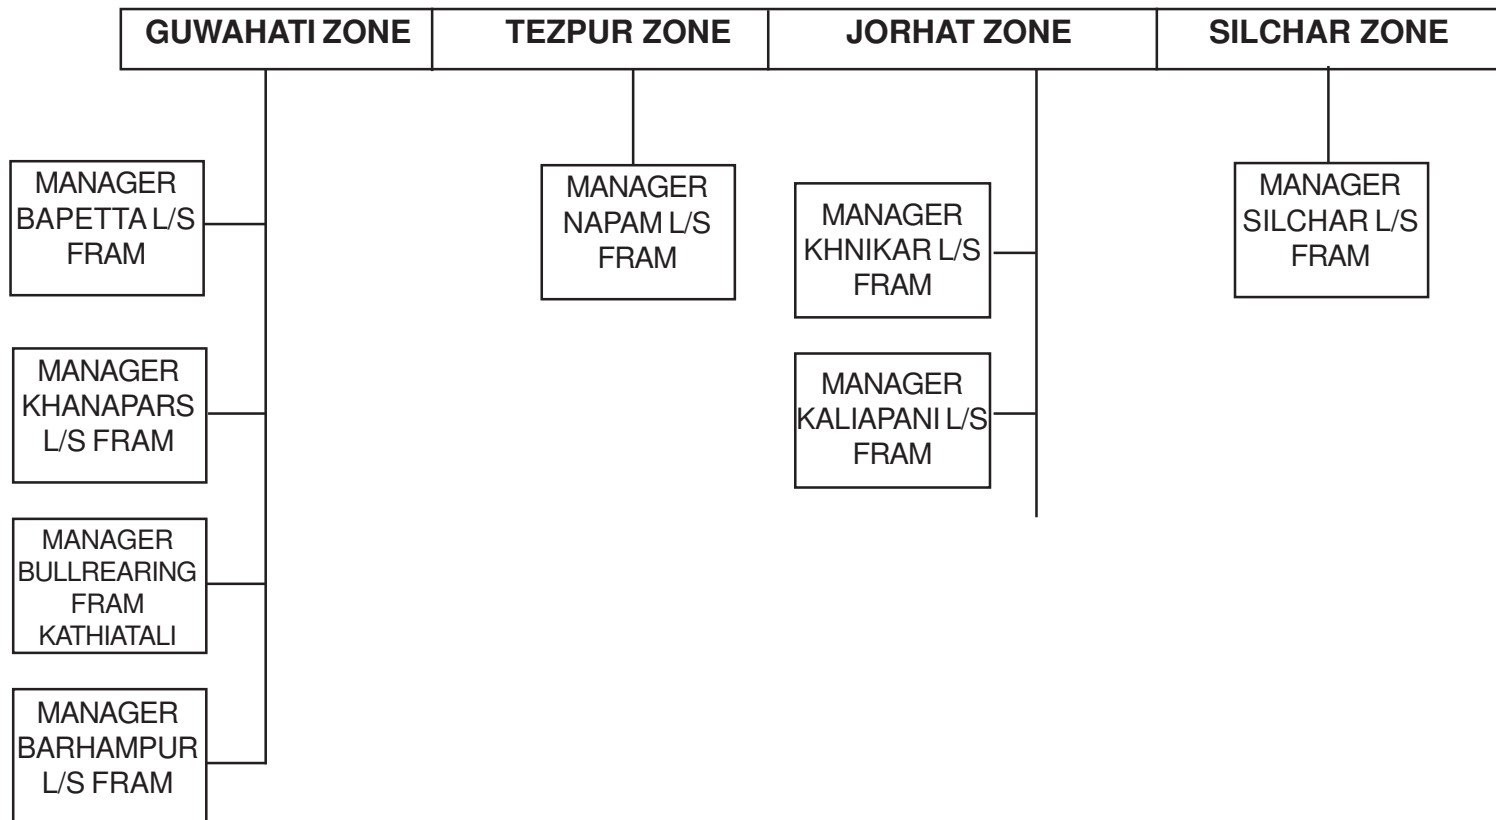 GUWAHATI ZONE
TEZPUR ZONE
JORHAT ZONE
SILCHAR ZONE
MANAGER
BAPETTA L/S
FRAM
MANAGER
KHANAPARS
L/S FRAM
MANAGER
BULLREARING
FRAM
KATHIATALI
MANAGER
BARHAMPUR
L/S FRAM
MANAGER
NAPAM L/S
FRAM
MANAGER
KHNIKAR L/S
FRAM
MANAGER
KALIAPANI L/S
FRAM
MANAGER
SILCHAR L/S
FRAM